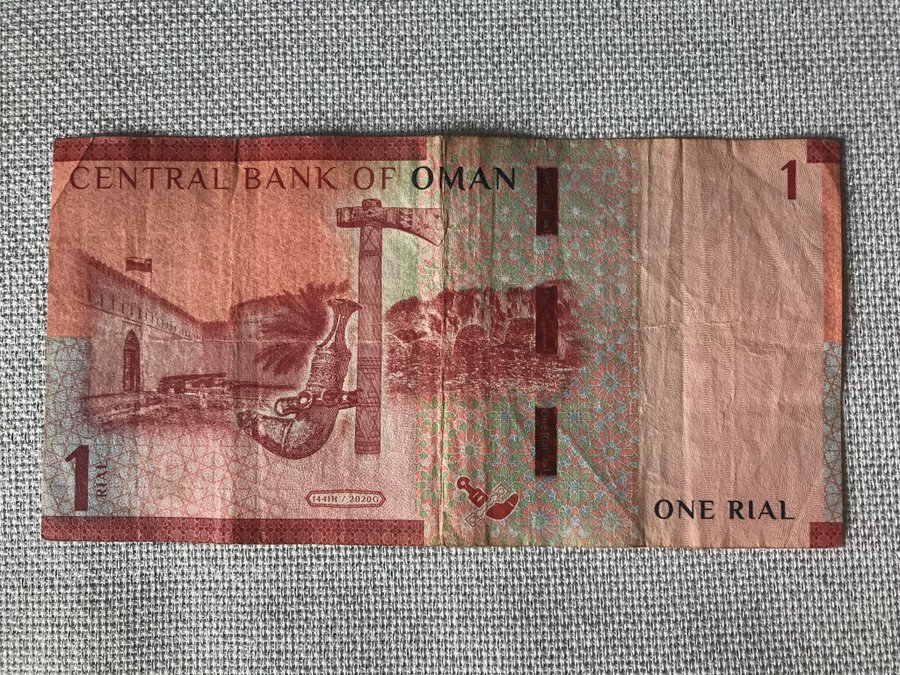 CENTRAL BANK OF OMAN
1
1
RIAL
1441H / 2020G
ONE RIAL